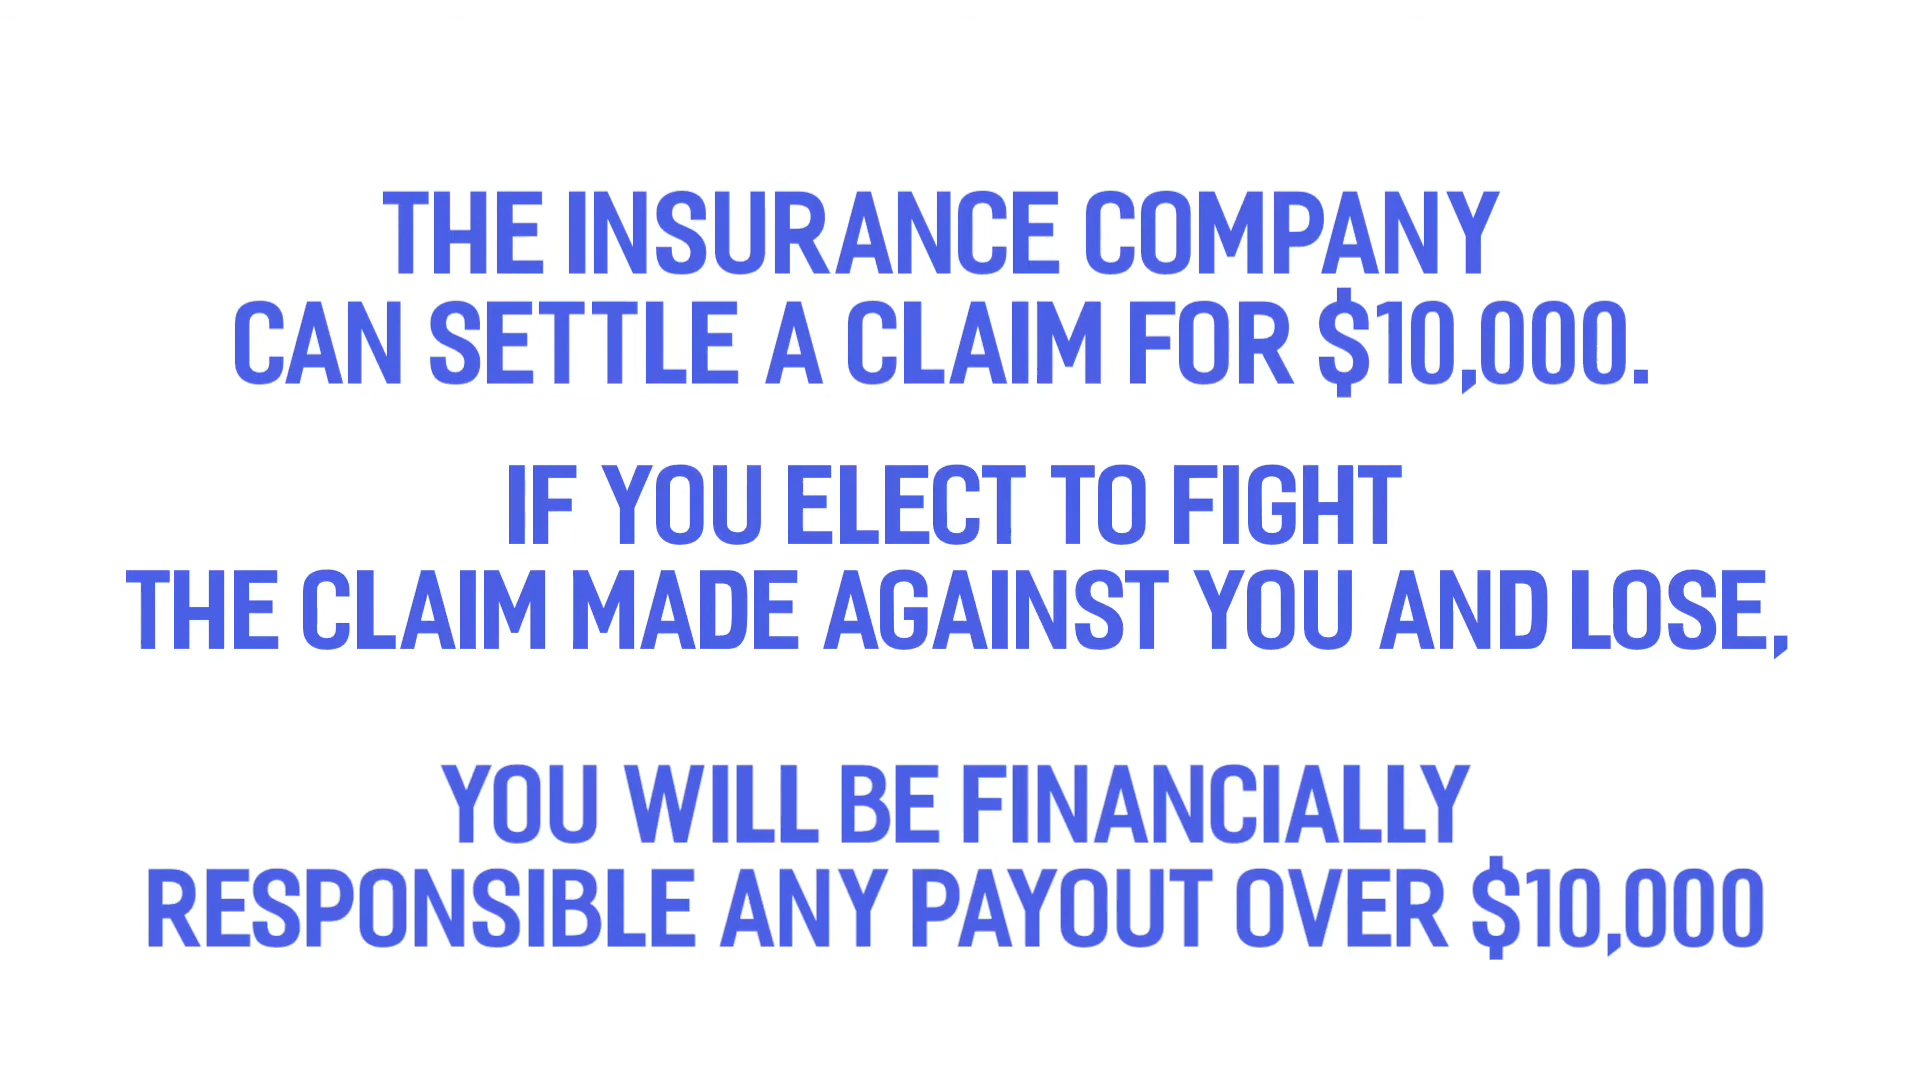 THE INSURANCE COMPANY
CAN SETTLE A CLAIM FOR $10,000.
IF YOU ELECT TO FIGHT
THE CLAIM MADE AGAINST YOU AND LOSE,
YOU WILL BE FINANCIALLY
RESPONSIBLE ANY PAYOUT OVER $10,000